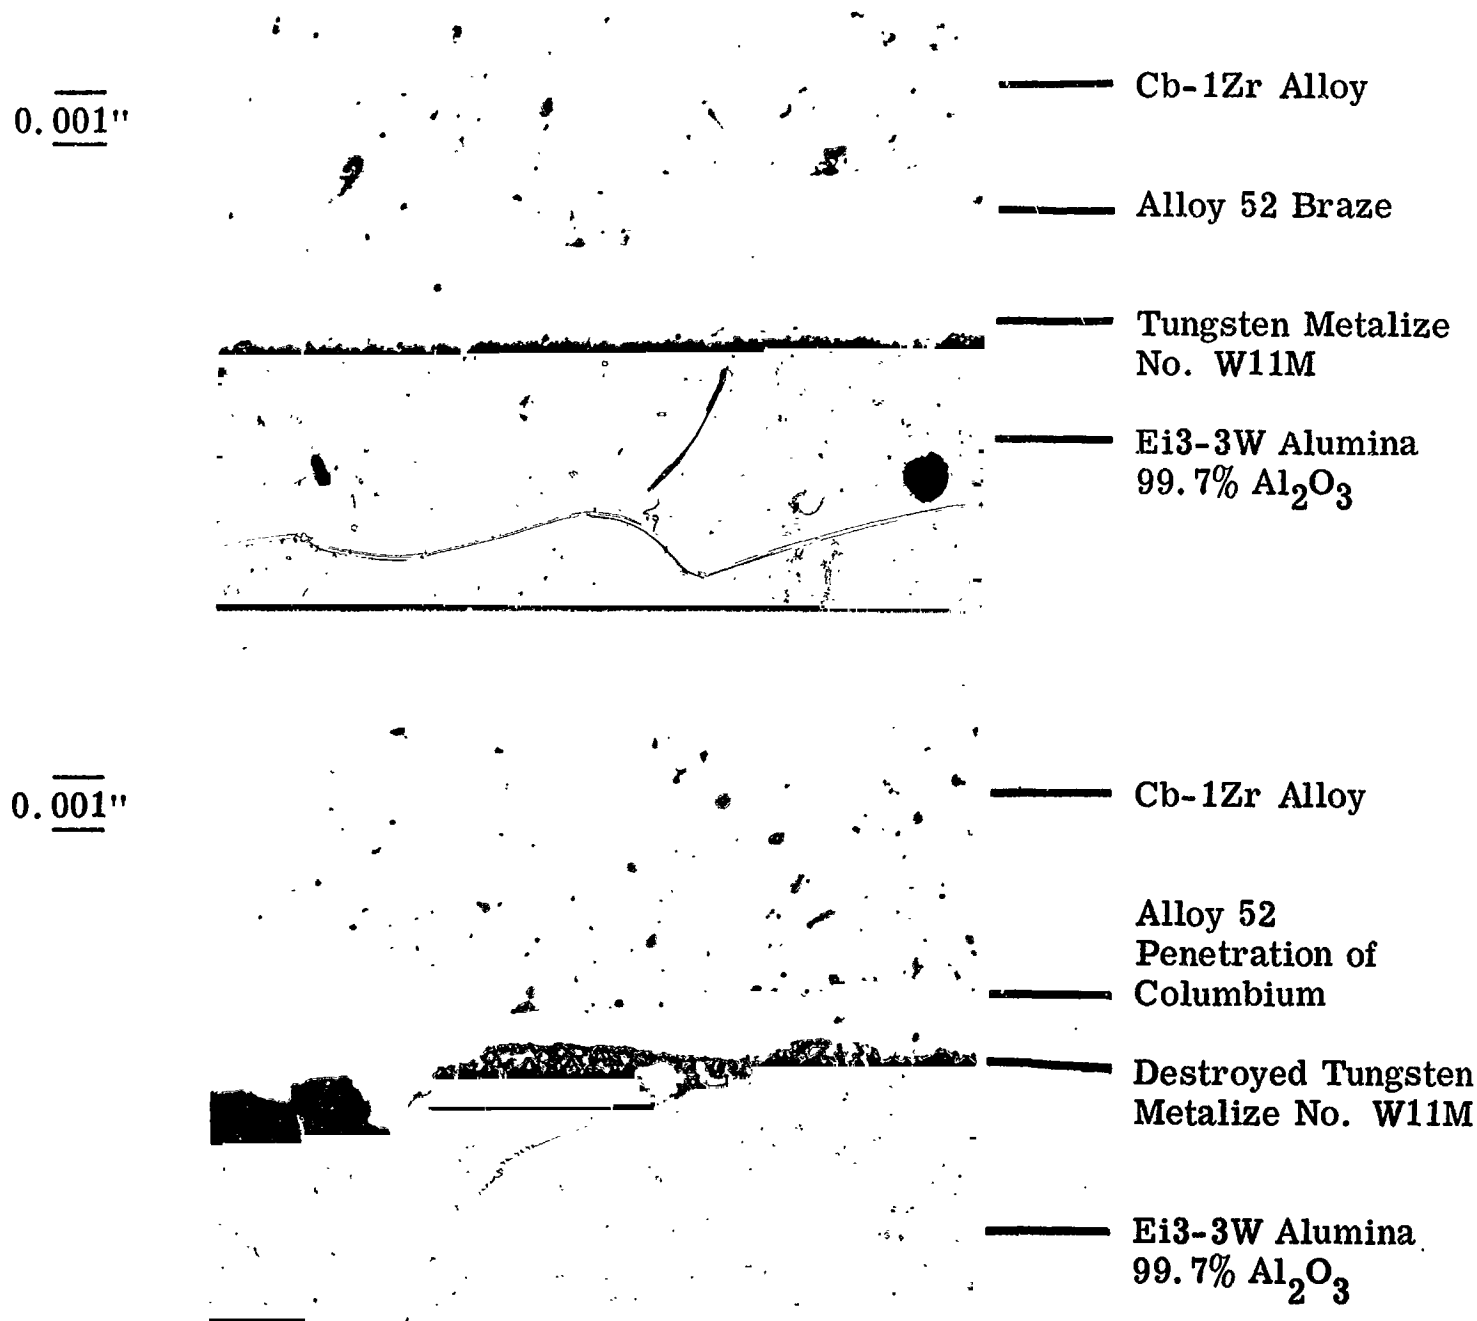 0.001"
Cb-1Zr Alloy
Alloy 52 Braze
Tungsten Metalize
No. W11M
Ei3-3W Alumina
99.7% Al₂O₃
0.001"
Cb-1Zr Alloy
Alloy 52
Penetration of
Columbium
Destroyed Tungsten
Metalize No. W11M
Ei3-3W Alumina
99.7% Al₂O₃